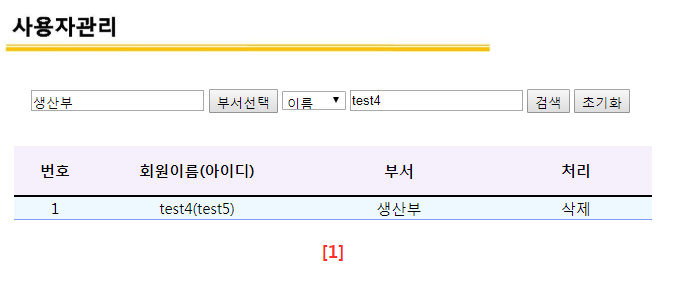 사용자관리
생산부 부서선택 이름 test4 검색 초기화
번호 회원이름(아이디) 부서 처리
1 test4(test5) 생산부 삭제
[1]